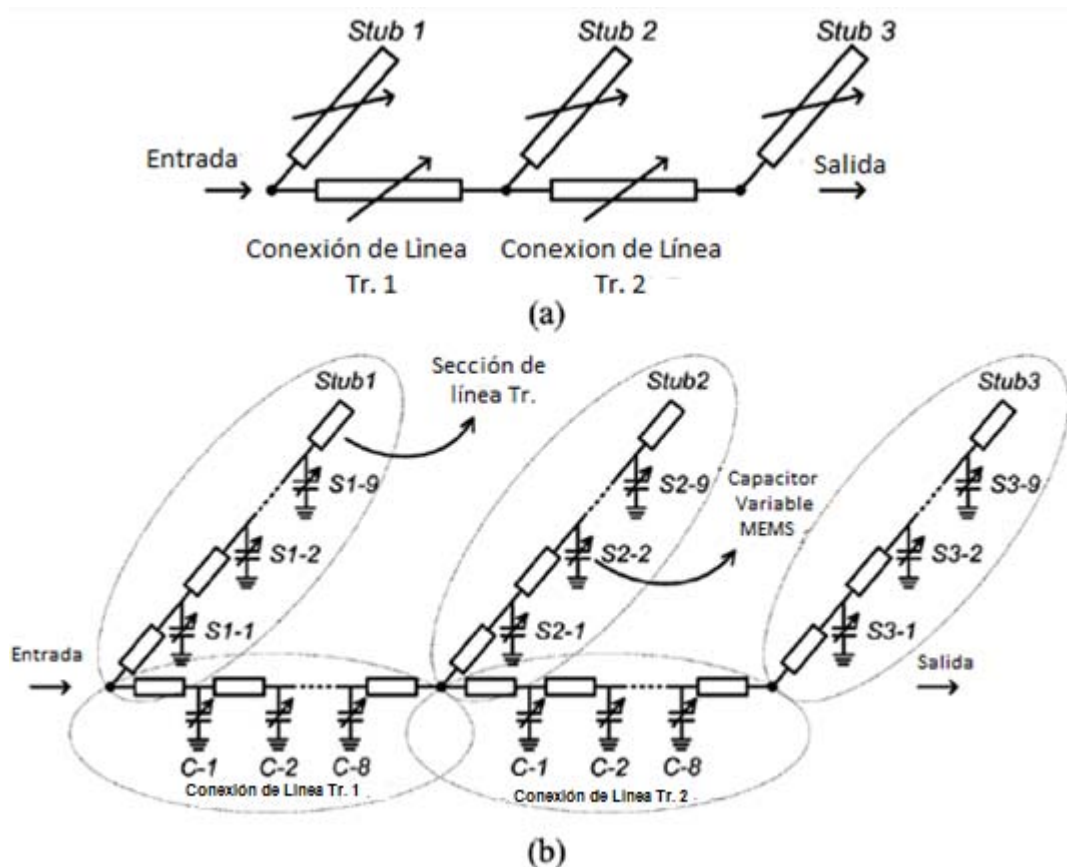 Stub 1
Stub 2
Stub 3
Entrada
Salida
Conexión de Lìnea
Tr. 1
Conexion de Línea
Tr. 2
(a)
Stub1
Sección de
línea Tr.
Stub2
Stub3
S1-9
S2-9
Capacitor
Variable
MEMS
S3-9
S1-2
S2-2
S3-2
S1-1
S2-1
S3-1
Entrada
Salida
C-1
C-2
C-8
C-1
C-2
C-8
Conexión de Linea Tr. 1
Conexión de Linea Tr. 2
(b)